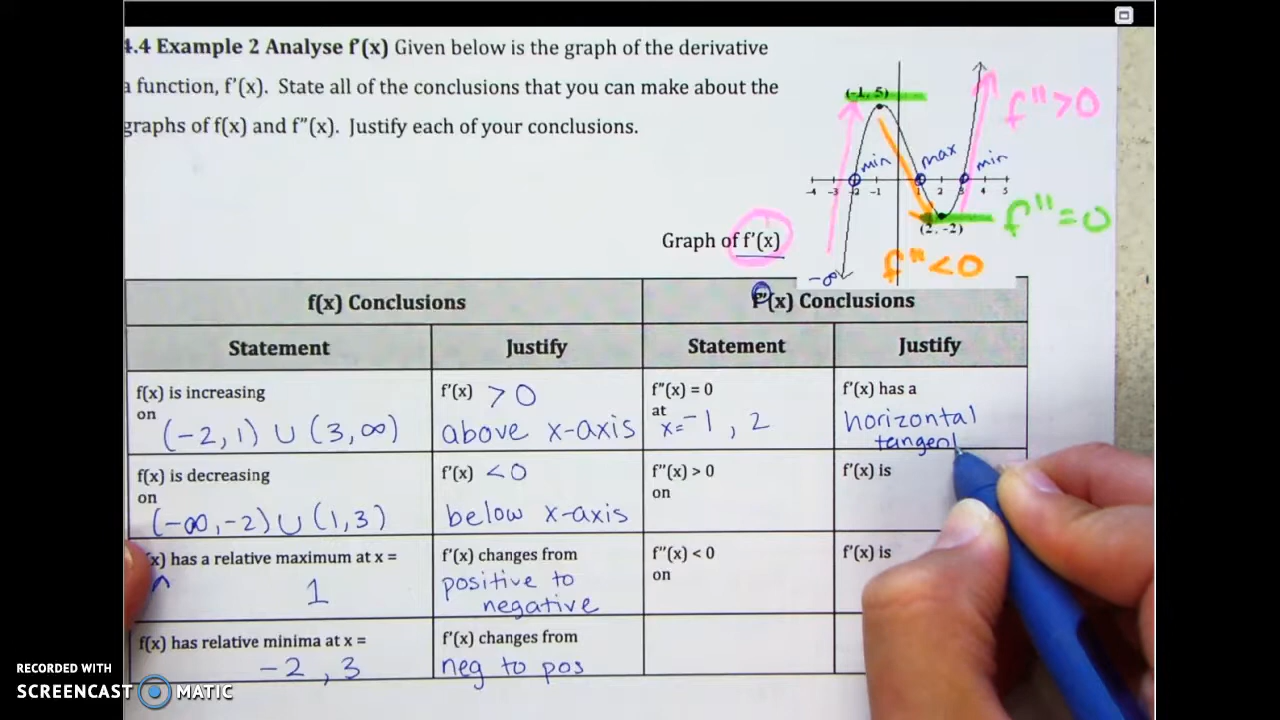 4.4 Example 2 Analyse f'(x) Given below is the graph of the derivative
a function, f'(x). State all of the conclusions that you can make about the
graphs of f(x) and f"(x). Justify each of your conclusions.
(-1, 5)
f" > 0
min
max
min
-4 -3 -2 -1 1 2 3 4 5
f" = 0
(2, -2)
Graph of f'(x)
f" < 0
-∞
f(x) Conclusions
f"(x) Conclusions
Statement
Justify
Statement
Justify
f(x) is increasing
on
(-2, 1) ∪ (3, ∞)
f'(x) > 0
above x-axis
f"(x) = 0
at
x= -1, 2
f'(x) has a
horizontal
tangent
f(x) is decreasing
on
(-∞, -2) ∪ (1, 3)
f'(x) < 0
below x-axis
f"(x) > 0
on
f'(x) is
(x) has a relative maximum at x =
1
f'(x) changes from
positive to
negative
f"(x) < 0
on
f'(x) is
f(x) has relative minima at x =
-2, 3
f'(x) changes from
neg to pos
RECORDED WITH
SCREENCAST MATIC